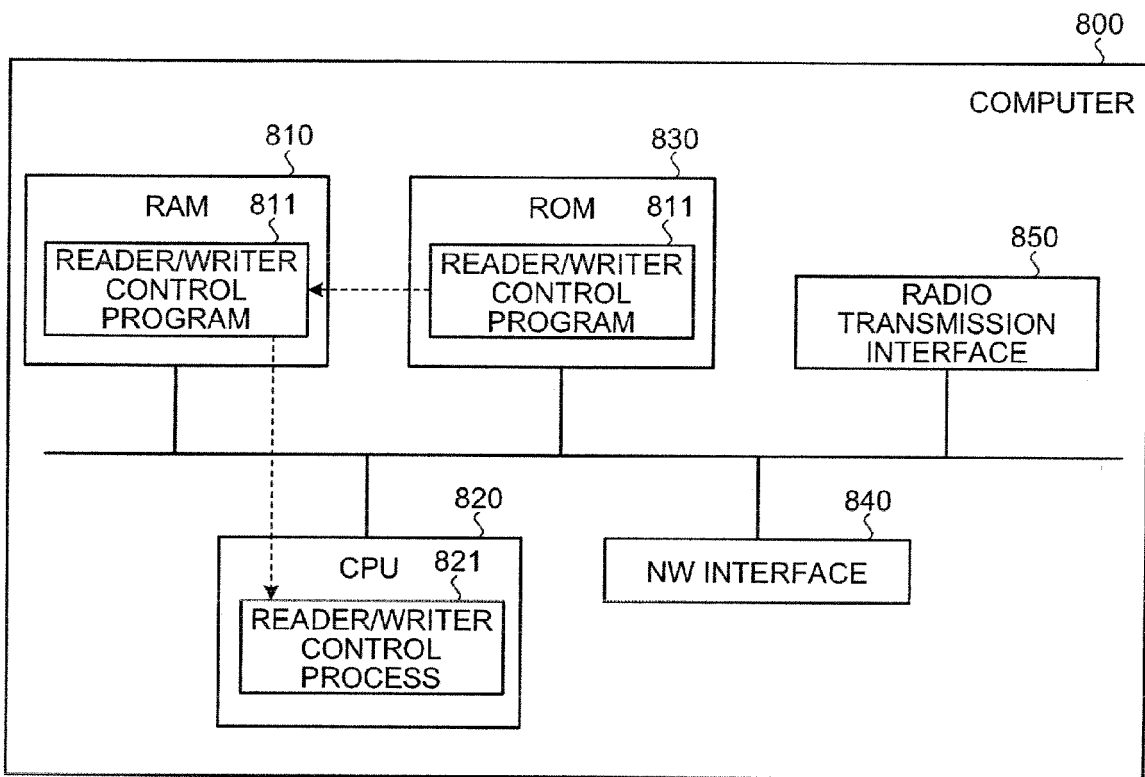 800
COMPUTER
810
RAM
811
READER/WRITER
CONTROL
PROGRAM
830
ROM
811
READER/WRITER
CONTROL
PROGRAM
850
RADIO
TRANSMISSION
INTERFACE
820
CPU
821
READER/WRITER
CONTROL
PROCESS
840
NW INTERFACE